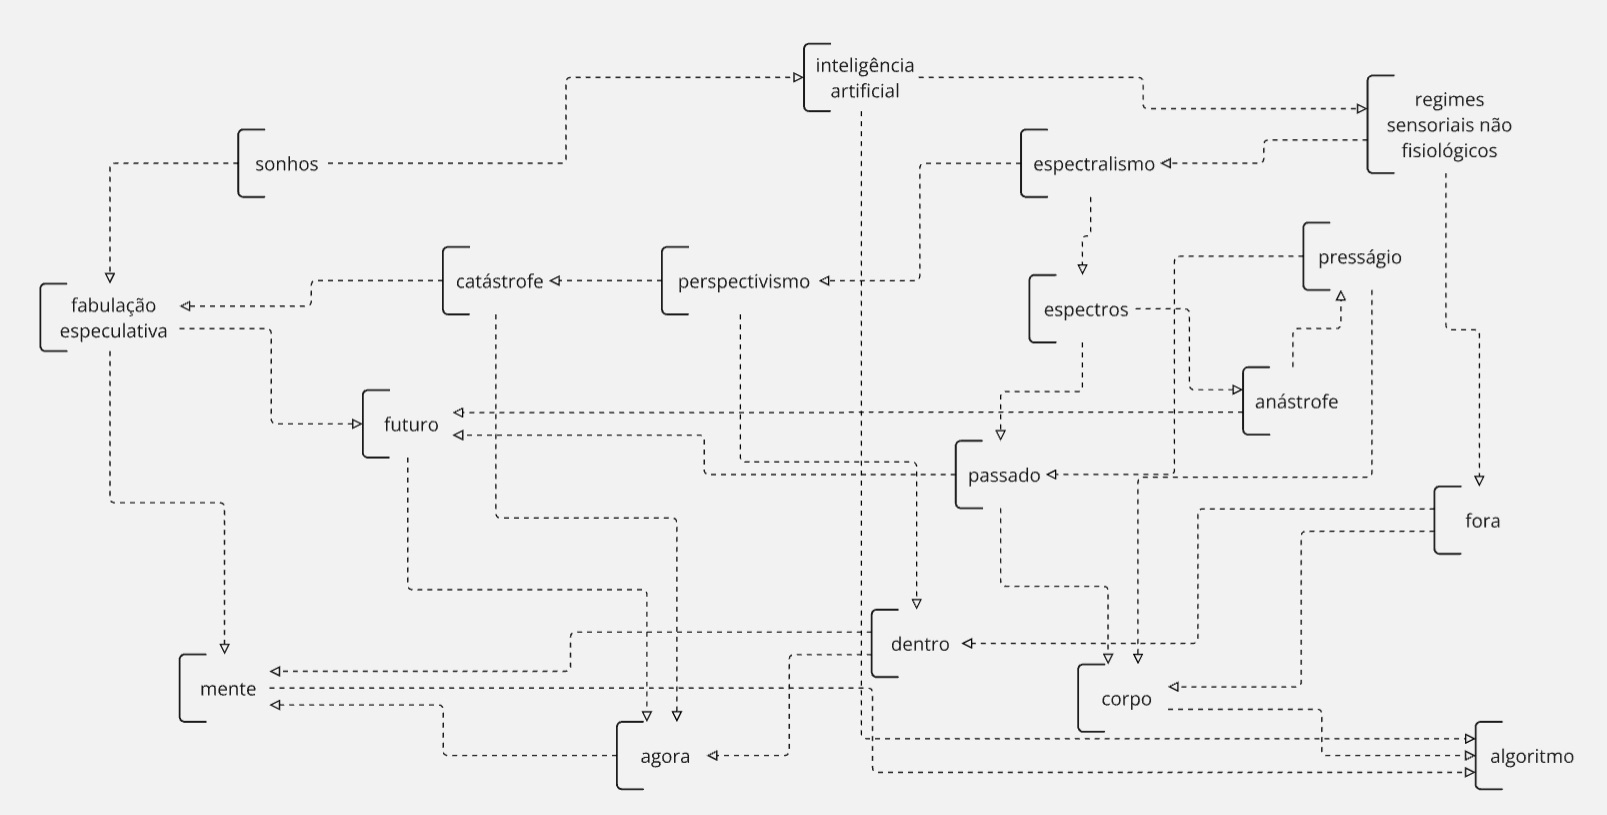 inteligência
artificial
regimes
sensoriais não
fisiológicos
sonhos
espectralismo
presságio
catástrofe
perspectivismo
fabulação
especulativa
espectros
anástrofe
futuro
passado
fora
dentro
mente
corpo
agora
algoritmo